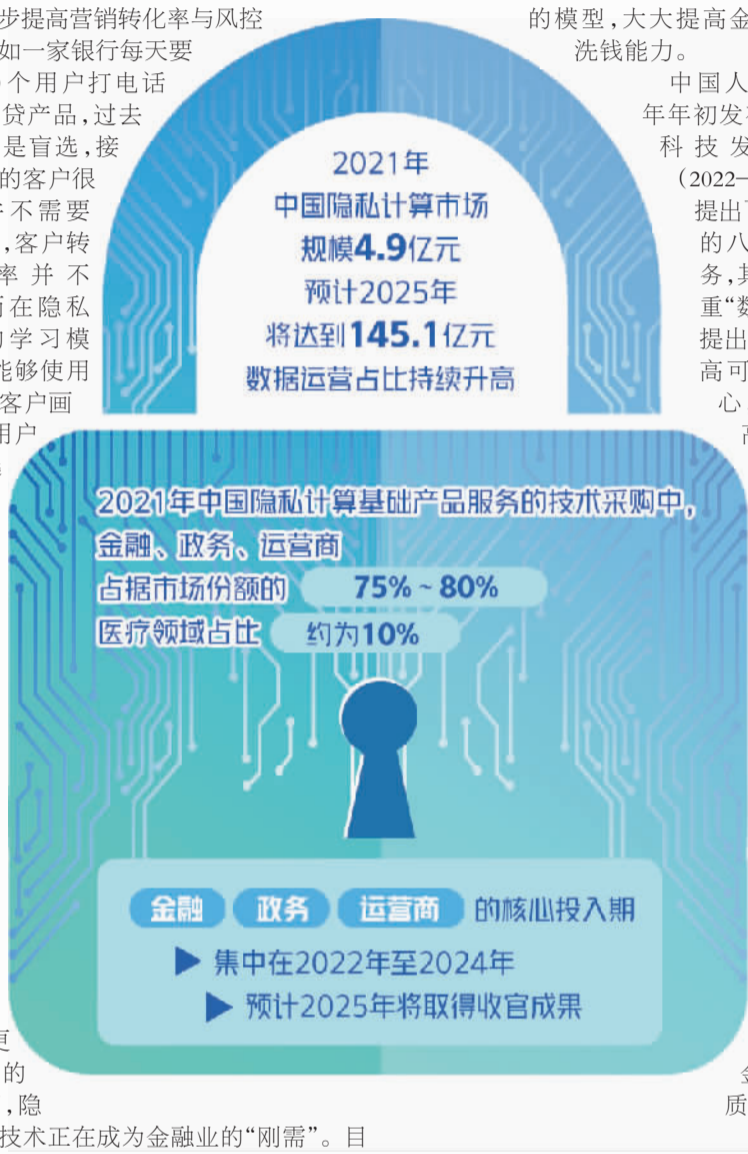 步提高营销转化率与风控
如一家银行每天要
个用户打电话
贷产品,过去
是盲选,接
的客户很
不需要
,客户转
率并不
而在隐私
学习模
能够使用
客户画
用户
的模型,大大提高金
洗钱能力。
中国人
年年初发
科技发
(2022—
提出
的八
务,其
重“数
提出
高可
心
2021年
中国隐私计算市场
规模4.9亿元
预计2025年
将达到145.1亿元
数据运营占比持续升高
2021年中国隐私计算基础产品服务的技术采购中,
金融、政务、运营商
占据市场份额的 75%~80%
医疗领域占比 约为10%
金融 政务 运营商 的核心投入期
▶ 集中在2022年至2024年
▶ 预计2025年将取得收官成果
更
的
,隐
技术正在成为金融业的“刚需”。目
质